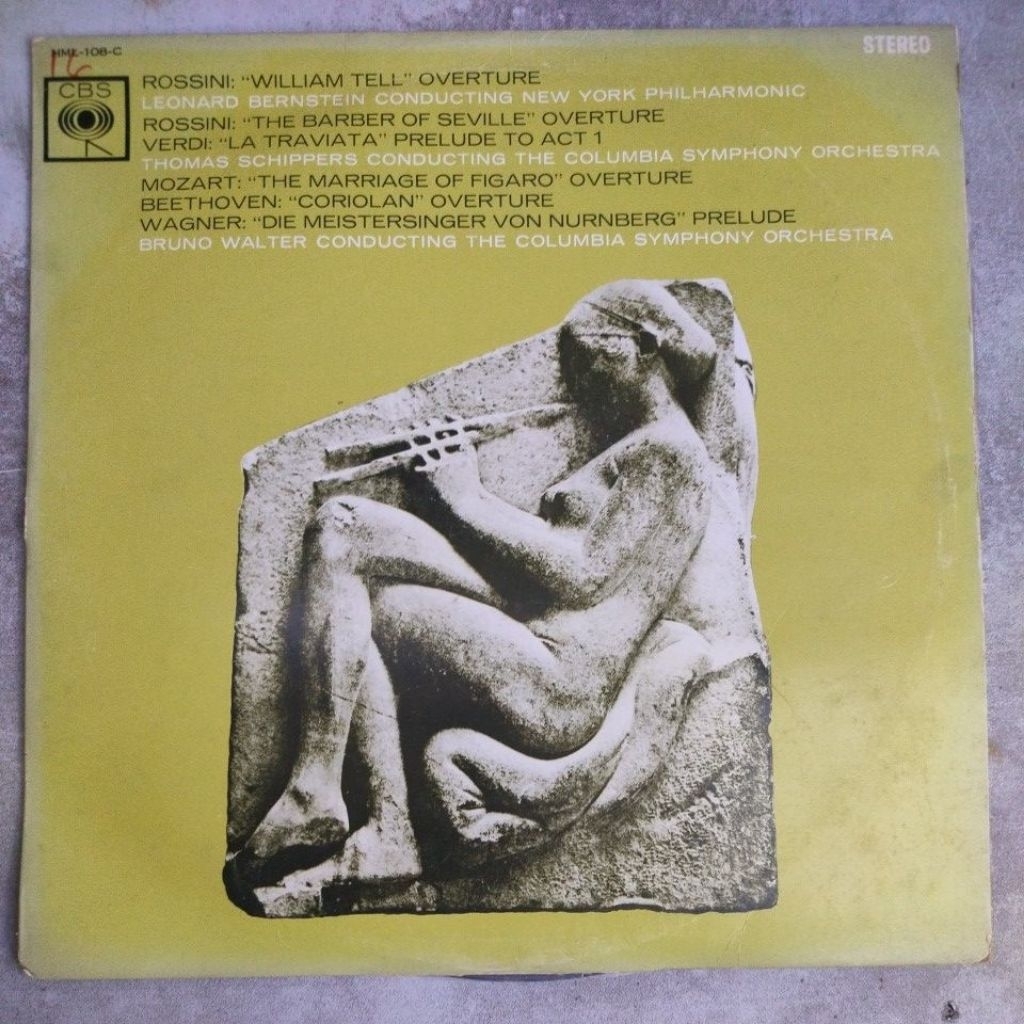 HML-108-C
STEREO
16
CBS
ROSSINI: "WILLIAM TELL" OVERTURE
LEONARD BERNSTEIN CONDUCTING NEW YORK PHILHARMONIC
ROSSINI: "THE BARBER OF SEVILLE" OVERTURE
VERDI: "LA TRAVIATA" PRELUDE TO ACT 1
THOMAS SCHIPPERS CONDUCTING THE COLUMBIA SYMPHONY ORCHESTRA
MOZART: "THE MARRIAGE OF FIGARO" OVERTURE
BEETHOVEN: "CORIOLAN" OVERTURE
WAGNER: "DIE MEISTERSINGER VON NURNBERG" PRELUDE
BRUNO WALTER CONDUCTING THE COLUMBIA SYMPHONY ORCHESTRA